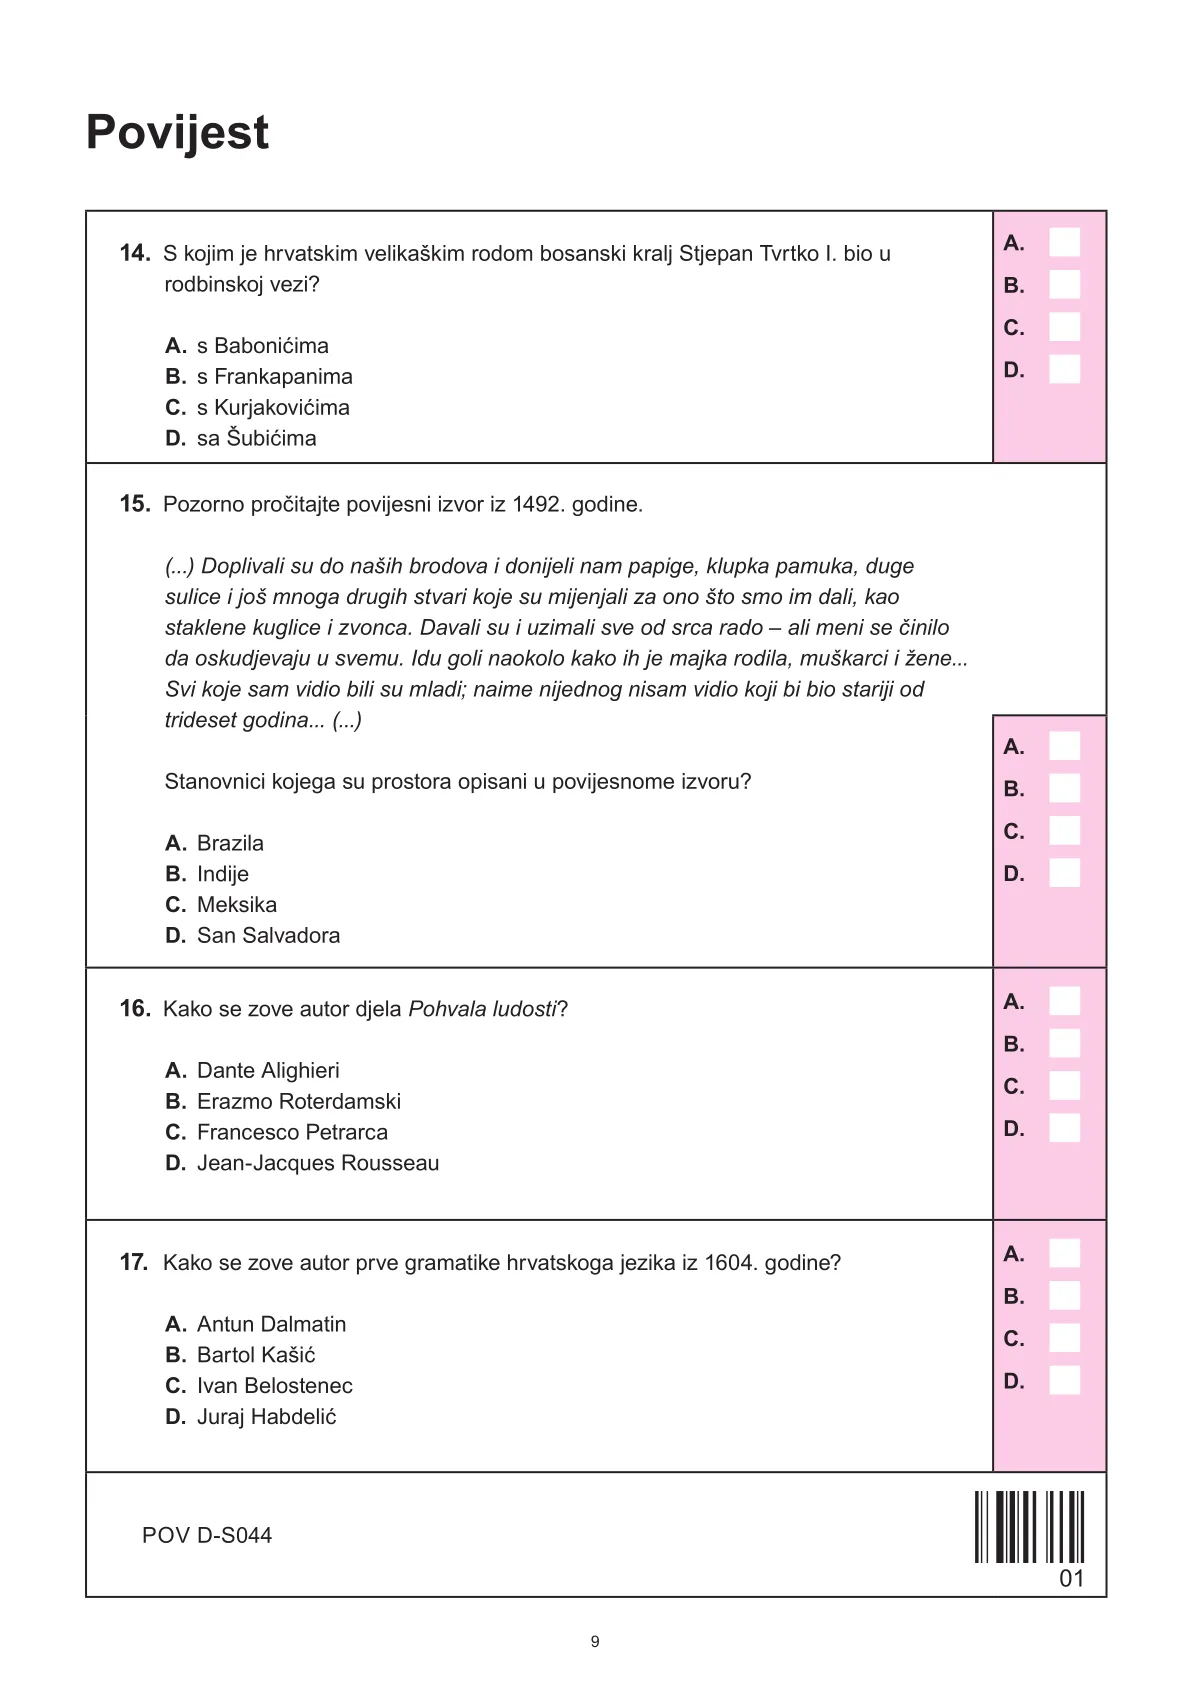 Povijest
14. S kojim je hrvatskim velikaškim rodom bosanski kralj Stjepan Tvrtko I. bio u
rodbinskoj vezi?
A. s Babonićima
B. s Frankapanima
C. s Kurjakovićima
D. sa Šubićima
A.
B.
C.
D.
15. Pozorno pročitajte povijesni izvor iz 1492. godine.
(...) Doplivali su do naših brodova i donijeli nam papige, klupka pamuka, duge
sulice i još mnoga drugih stvari koje su mijenjali za ono što smo im dali, kao
staklene kuglice i zvonca. Davali su i uzimali sve od srca rado – ali meni se činilo
da oskudjevaju u svemu. Idu goli naokolo kako ih je majka rodila, muškarci i žene...
Svi koje sam vidio bili su mladi; naime nijednog nisam vidio koji bi bio stariji od
trideset godina... (...)
Stanovnici kojega su prostora opisani u povijesnome izvoru?
A. Brazila
B. Indije
C. Meksika
D. San Salvadora
A.
B.
C.
D.
16. Kako se zove autor djela Pohvala ludosti?
A. Dante Alighieri
B. Erazmo Roterdamski
C. Francesco Petrarca
D. Jean-Jacques Rousseau
A.
B.
C.
D.
17. Kako se zove autor prve gramatike hrvatskoga jezika iz 1604. godine?
A. Antun Dalmatin
B. Bartol Kašić
C. Ivan Belostenec
D. Juraj Habdelić
A.
B.
C.
D.
POV D-S044
01
9